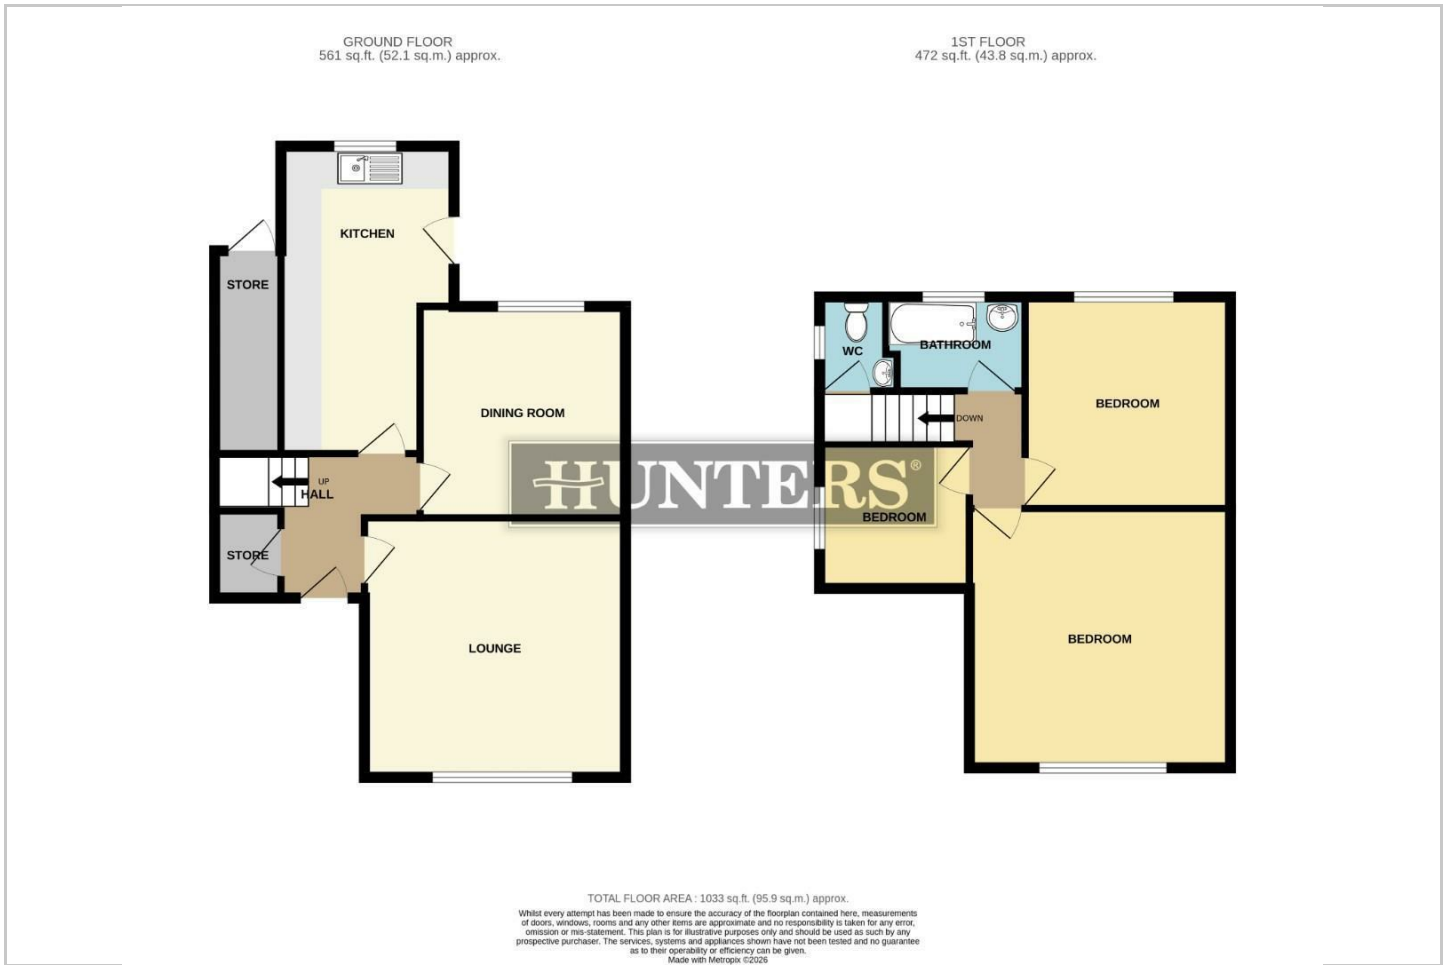 GROUND FLOOR
561 sq.ft. (52.1 sq.m.) approx.
1ST FLOOR
472 sq.ft. (43.8 sq.m.) approx.
KITCHEN
STORE
DINING ROOM
UP
HALL
STORE
LOUNGE
WC
BATHROOM
BEDROOM
DOWN
HUNTERS®
BEDROOM
BEDROOM
TOTAL FLOOR AREA : 1033 sq.ft. (95.9 sq.m.) approx.
Whilst every attempt has been made to ensure the accuracy of the floorplan contained here, measurements
of doors, windows, rooms and any other items are approximate and no responsibility is taken for any error,
omission or mis-statement. This plan is for illustrative purposes only and should be used as such by any
prospective purchaser. The services, systems and appliances shown have not been tested and no guarantee
as to their operability or efficiency can be given.
Made with Metropix ©2026